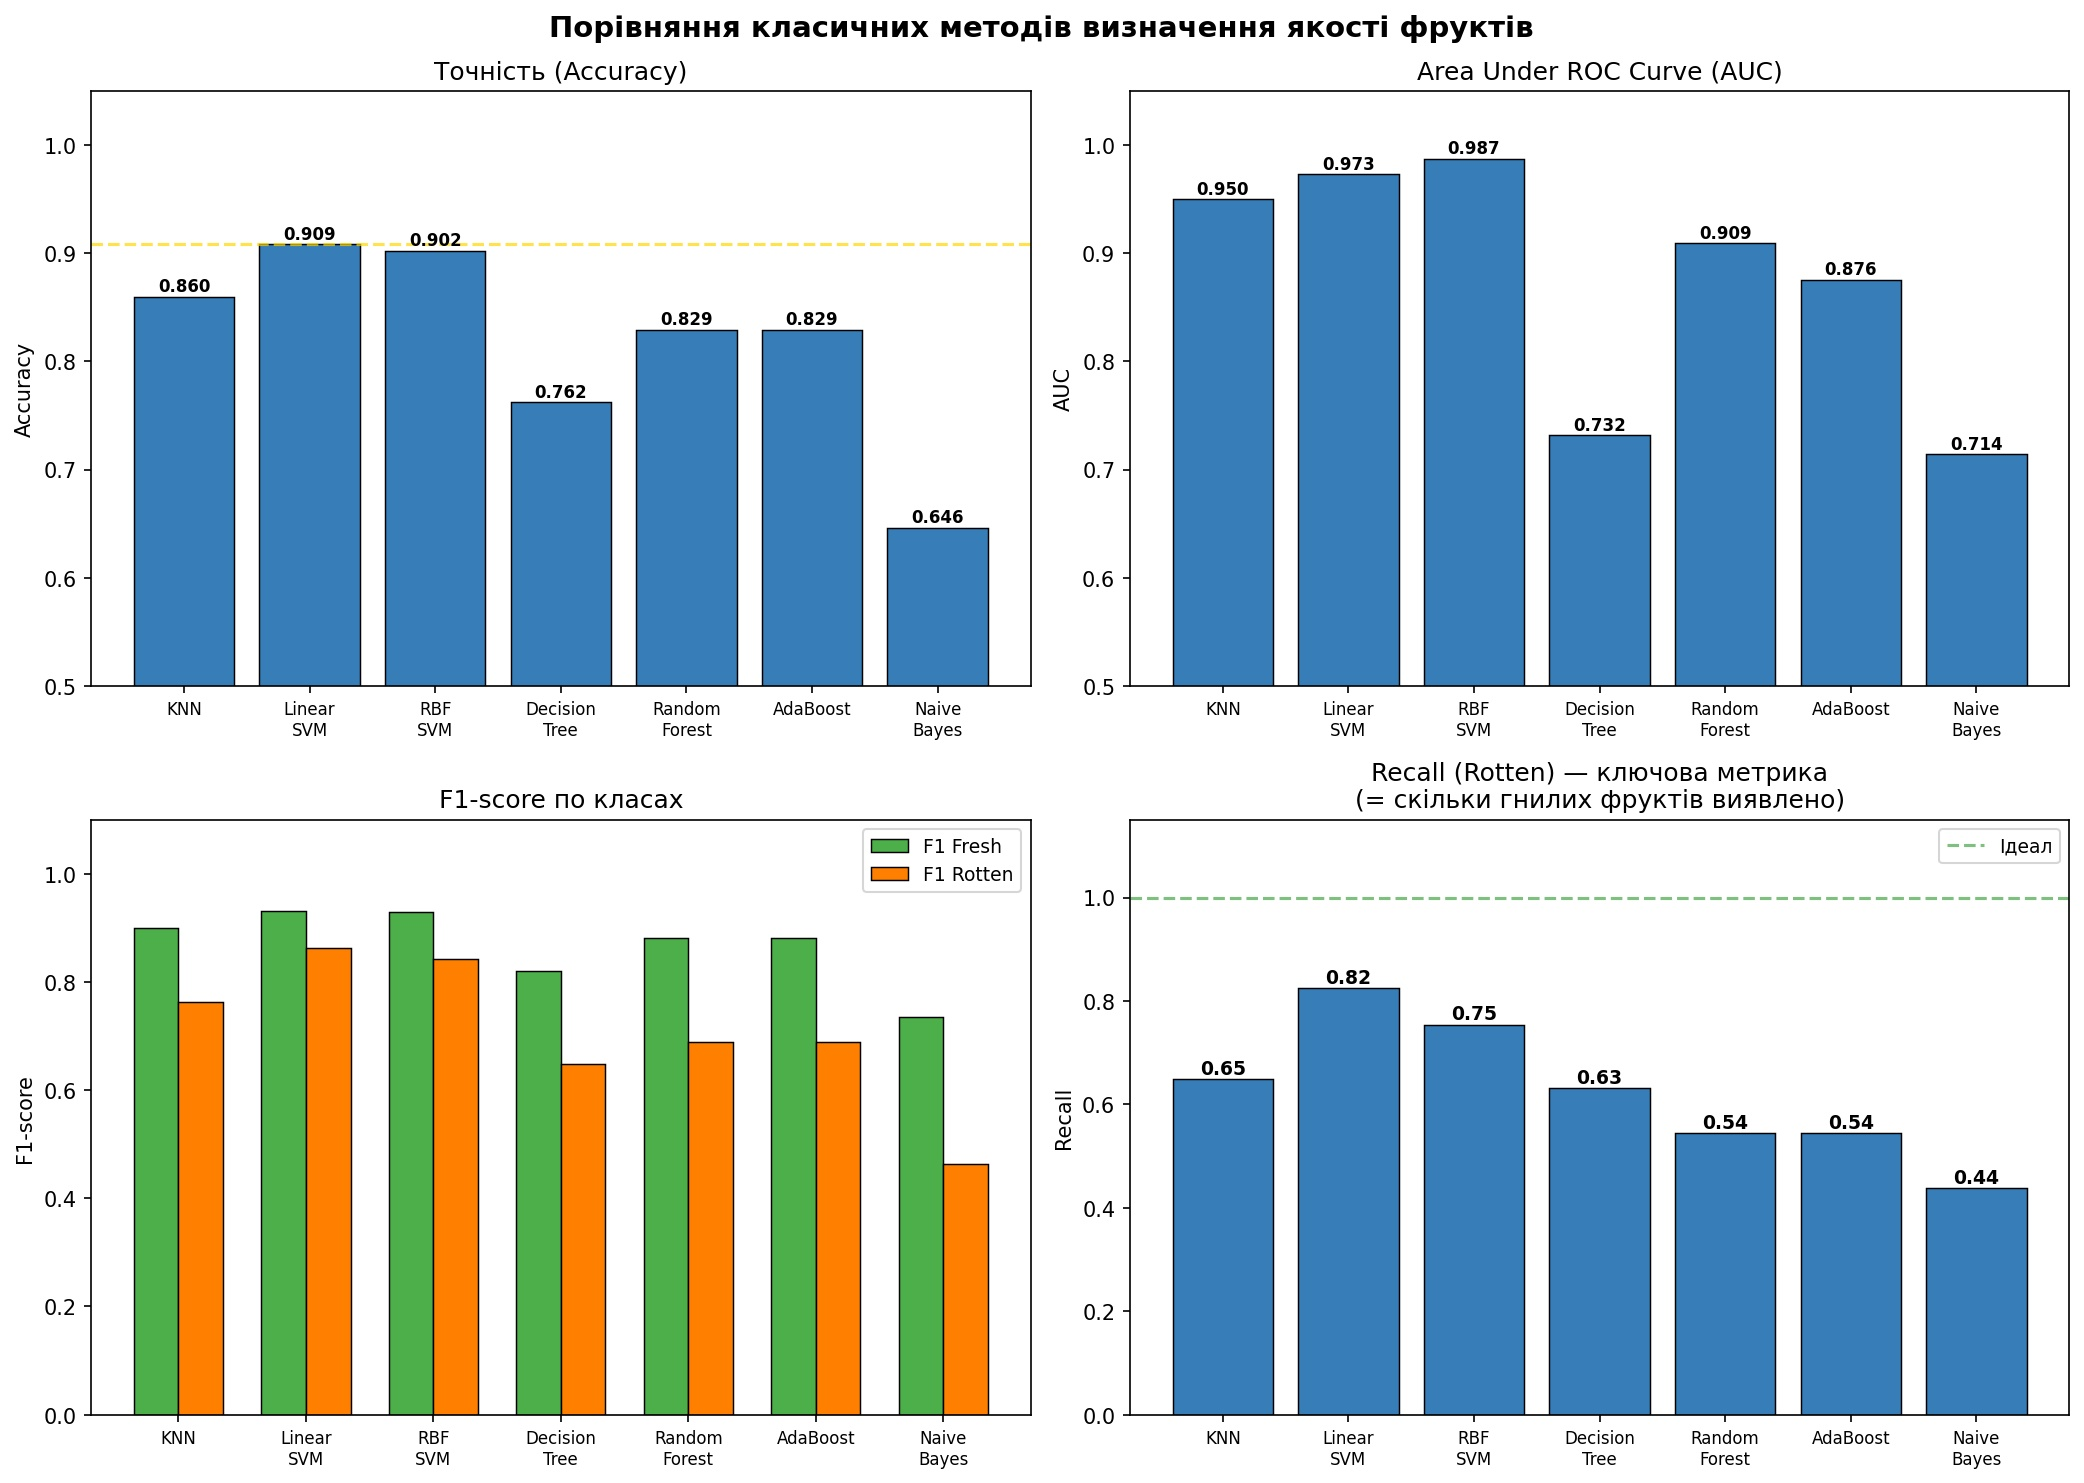 Порівняння класичних методів визначення якості фруктів
Точність (Accuracy)
Accuracy
1.0
0.9
0.8
0.7
0.6
0.5
0.860
0.909
0.902
0.762
0.829
0.829
0.646
KNN
Linear
SVM
RBF
SVM
Decision
Tree
Random
Forest
AdaBoost
Naive
Bayes
Area Under ROC Curve (AUC)
AUC
1.0
0.9
0.8
0.7
0.6
0.5
0.950
0.973
0.987
0.732
0.909
0.876
0.714
KNN
Linear
SVM
RBF
SVM
Decision
Tree
Random
Forest
AdaBoost
Naive
Bayes
F1-score по класах
F1-score
1.0
0.8
0.6
0.4
0.2
0.0
F1 Fresh
F1 Rotten
KNN
Linear
SVM
RBF
SVM
Decision
Tree
Random
Forest
AdaBoost
Naive
Bayes
Recall (Rotten) — ключова метрика
(= скільки гнилих фруктів виявлено)
Recall
1.0
0.8
0.6
0.4
0.2
0.0
Ідеал
0.65
0.82
0.75
0.63
0.54
0.54
0.44
KNN
Linear
SVM
RBF
SVM
Decision
Tree
Random
Forest
AdaBoost
Naive
Bayes